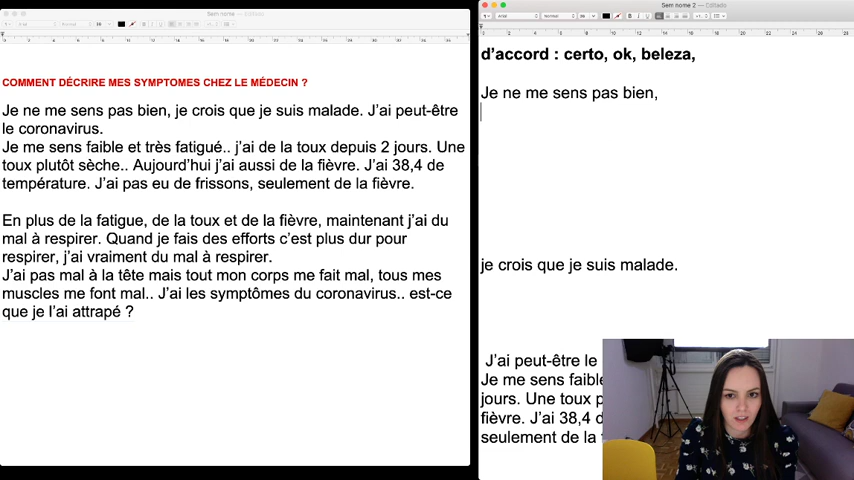 Sem nome — Editado
COMMENT DÉCRIRE MES SYMPTOMES CHEZ LE MÉDECIN ?
Je ne me sens pas bien, je crois que je suis malade. J’ai peut-être
le coronavirus.
Je me sens faible et très fatigué.. j’ai de la toux depuis 2 jours. Une
toux plutôt sèche.. Aujourd’hui j’ai aussi de la fièvre. J’ai 38,4 de
température. J’ai pas eu de frissons, seulement de la fièvre.
En plus de la fatigue, de la toux et de la fièvre, maintenant j’ai du
mal à respirer. Quand je fais des efforts c’est plus dur pour
respirer, j’ai vraiment du mal à respirer.
J’ai pas mal à la tête mais tout mon corps me fait mal, tous mes
muscles me font mal.. J’ai les symptômes du coronavirus.. est-ce
que je l’ai attrapé ?
Sem nome 2 — Editado
d’accord : certo, ok, beleza,
Je ne me sens pas bien,
je crois que je suis malade.
J’ai peut-être le
Je me sens faible
jours. Une toux p
fièvre. J’ai 38,4 d
seulement de la